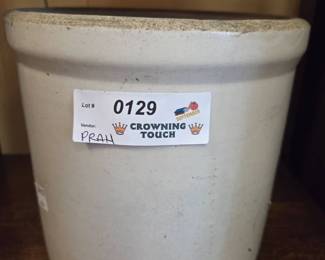 Lot #
0129
Vendor:
PRAH
CROWNING
TOUCH